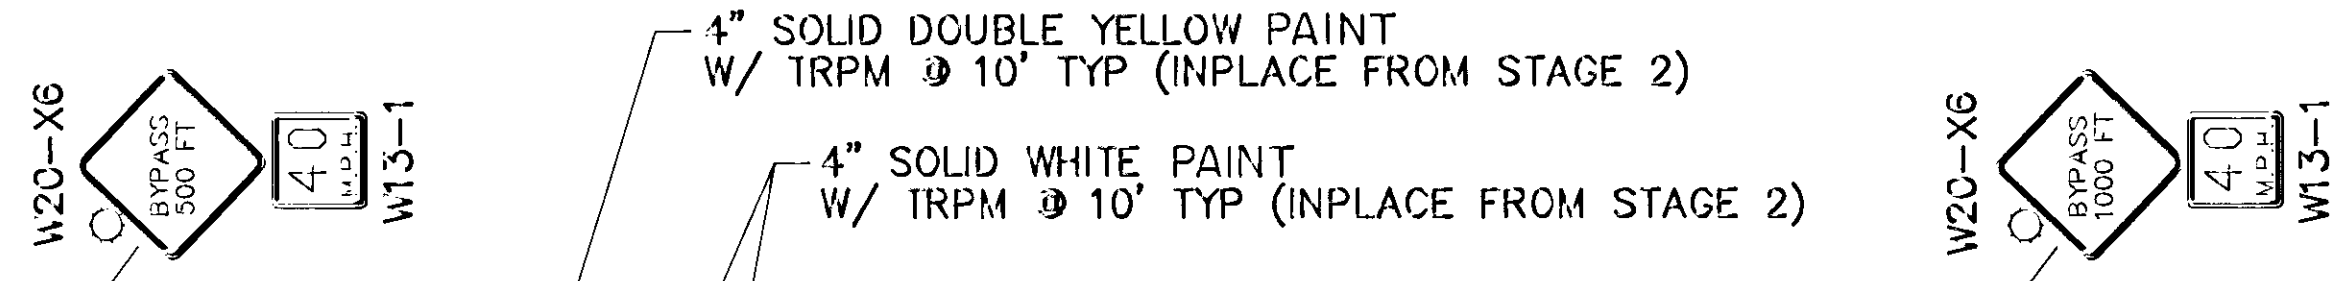 W20-X6
BYPASS
500 FT
40
M.P.H.
W13-1
4" SOLID DOUBLE YELLOW PAINT
W/ TRPM @ 10' TYP (INPLACE FROM STAGE 2)
4" SOLID WHITE PAINT
W/ TRPM @ 10' TYP (INPLACE FROM STAGE 2)
W20-X6
BYPASS
1000 FT
40
M.P.H.
W13-1